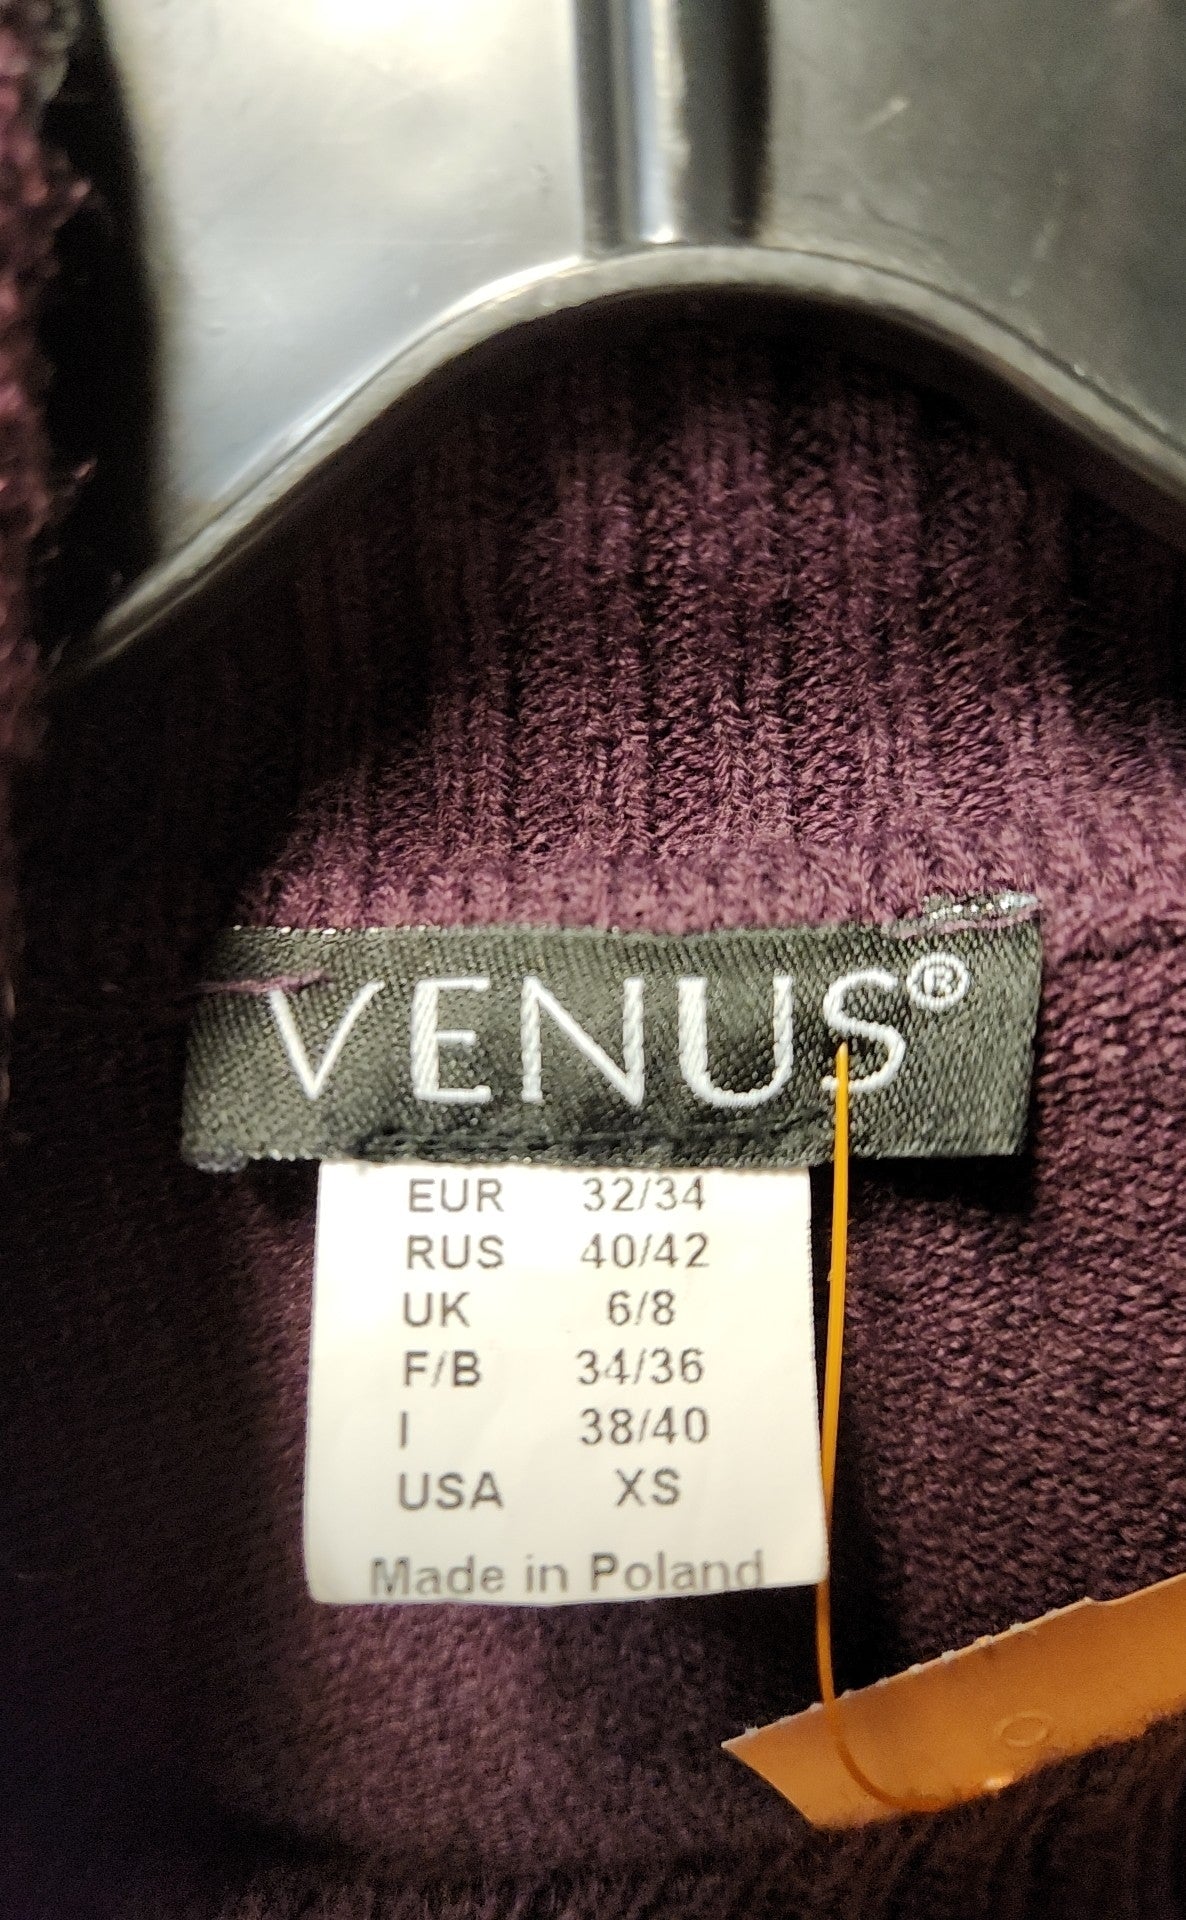 VENUS®
EUR 32/34
RUS 40/42
UK 6/8
F/B 34/36
I 38/40
USA XS
Made in Poland